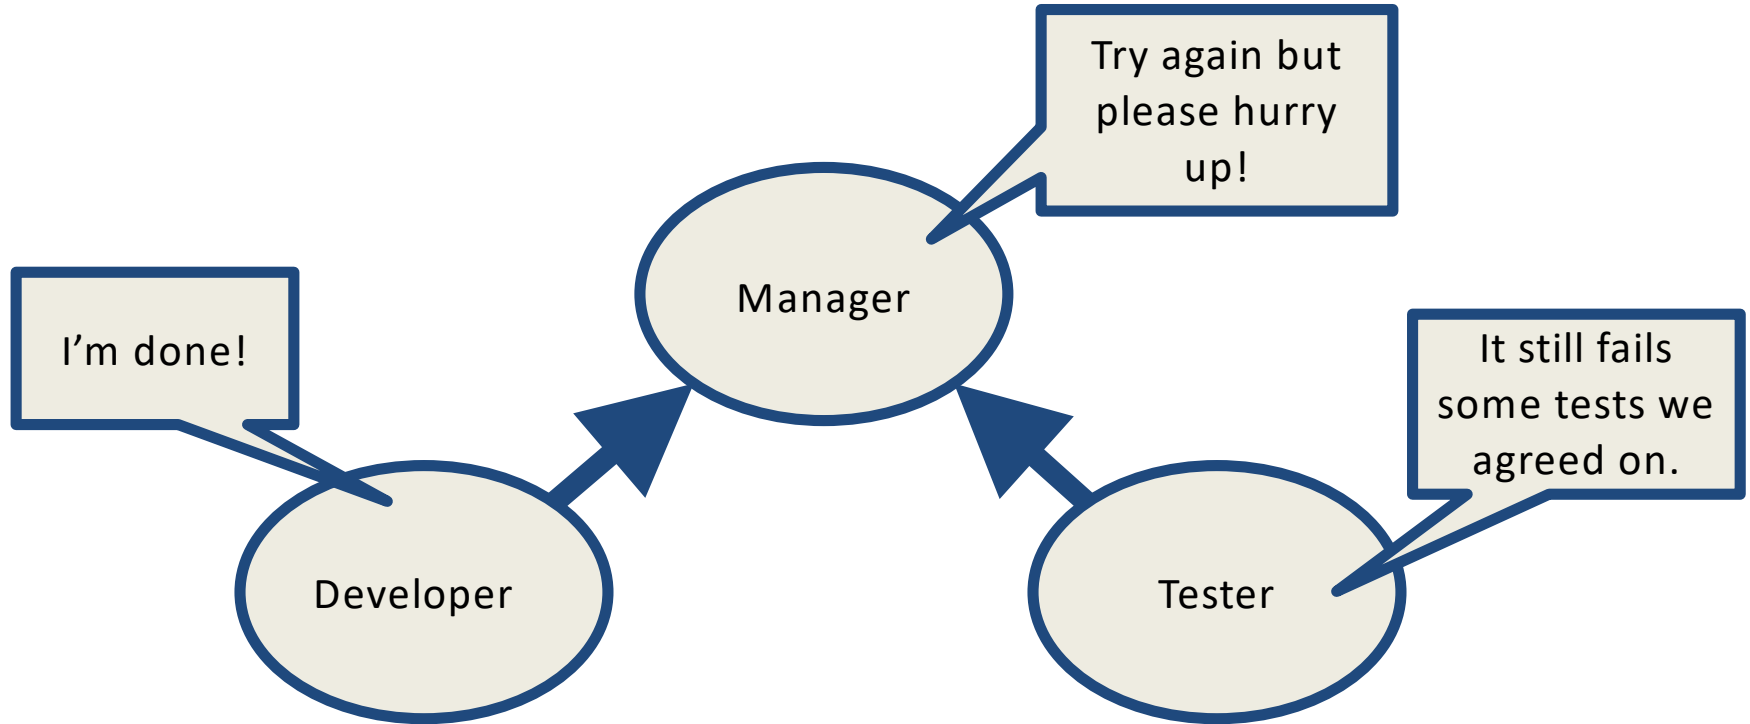 Try again but
please hurry
up!
Manager
I’m done!
It still fails
some tests we
agreed on.
Developer
Tester